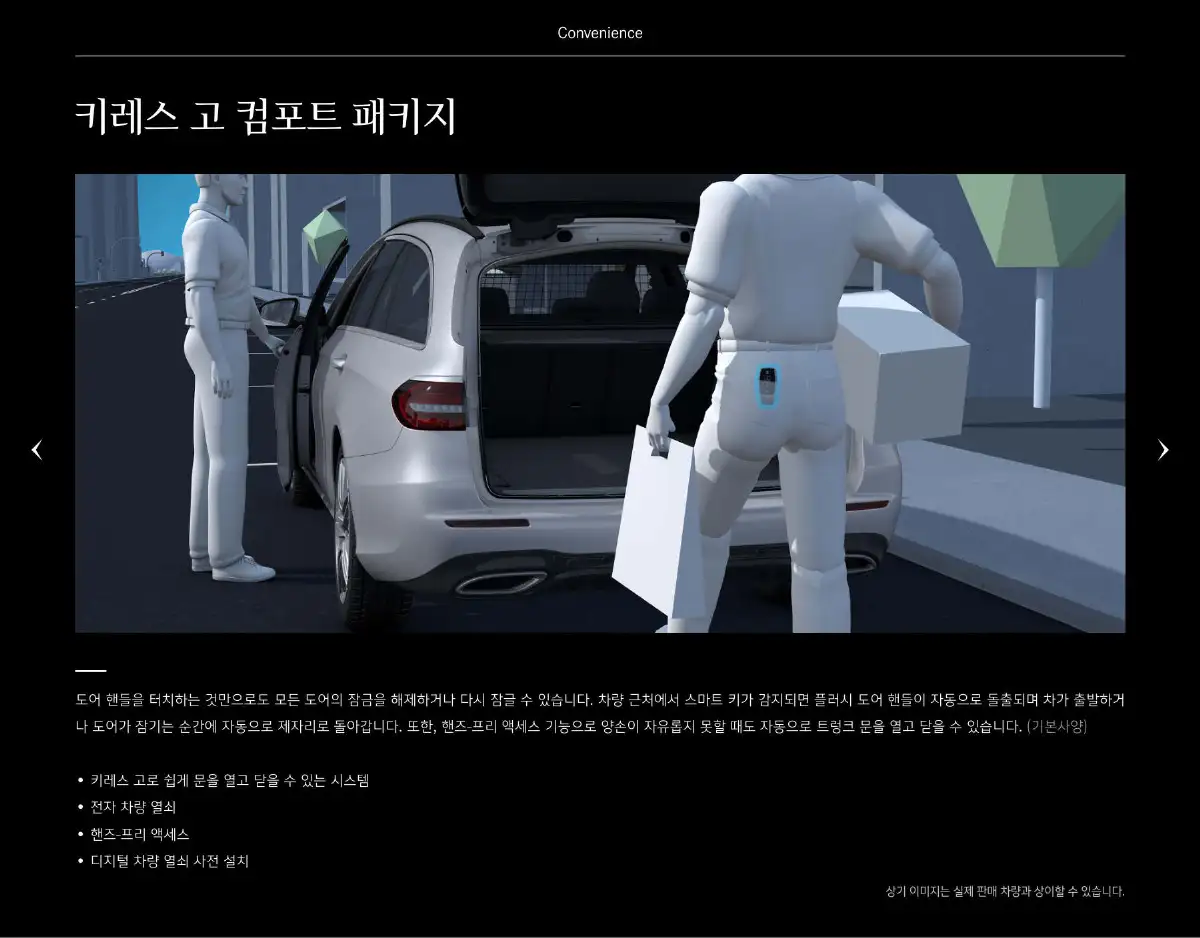 Convenience
키레스 고 컴포트 패키지
도어 핸들을 터치하는 것만으로도 모든 도어의 잠금을 해제하거나 다시 잠글 수 있습니다. 차량 근처에서 스마트 키가 감지되면 플러시 도어 핸들이 자동으로 돌출되며 차가 출발하거
나 도어가 잠기는 순간에 자동으로 제자리로 돌아갑니다. 또한, 핸즈-프리 액세스 기능으로 양손이 자유롭지 못할 때도 자동으로 트렁크 문을 열고 닫을 수 있습니다. (기본사양)
• 키레스 고로 쉽게 문을 열고 닫을 수 있는 시스템
• 전자 차량 열쇠
• 핸즈-프리 액세스
• 디지털 차량 열쇠 사전 설치
상기 이미지는 실제 판매 차량과 상이할 수 있습니다.